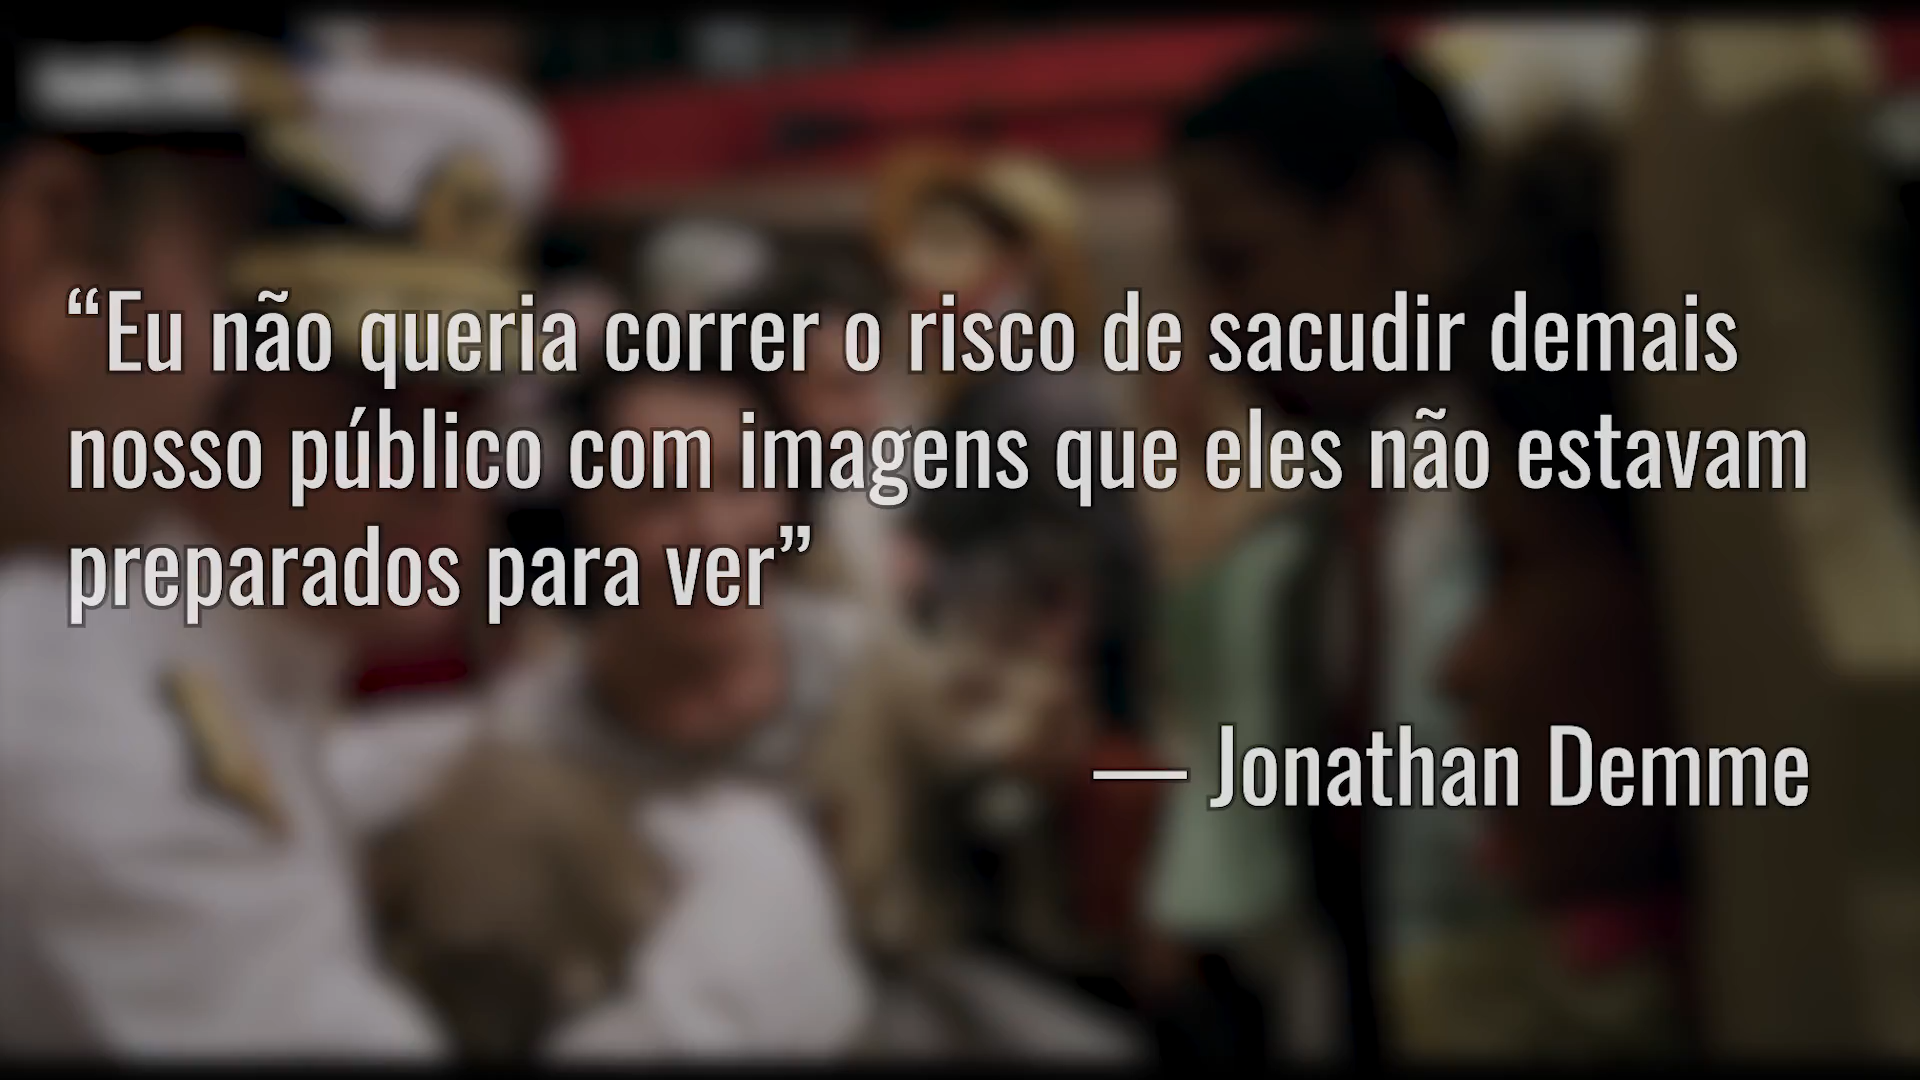 “Eu não queria correr o risco de sacudir demais
nosso público com imagens que eles não estavam
preparados para ver”
— Jonathan Demme